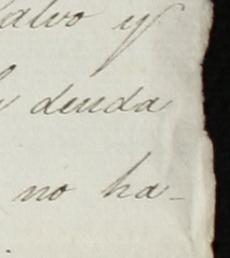 salvo y
deuda
no ha-